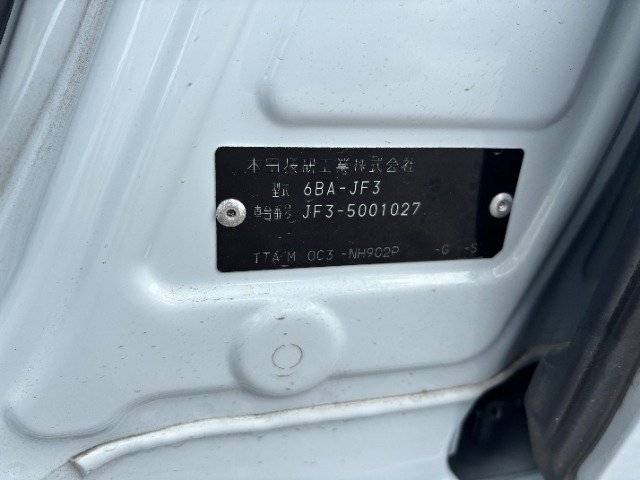 本田技研工業株式会社
型式 6BA-JF3
車台番号 JF3-5001027
TTA M 0C3 -NH902P -G -S